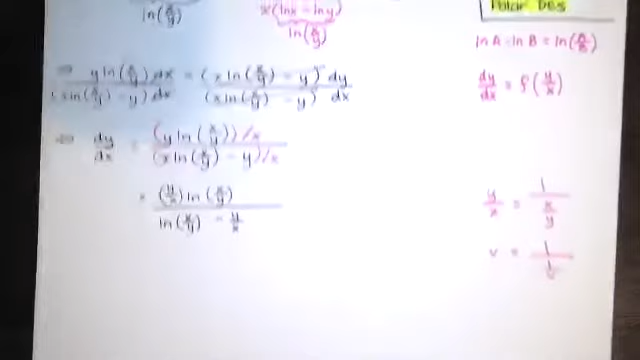 ln(x/y)
x(lnx - lny)
ln(x/y)
Polar DEs
ln A - ln B = ln(A/B)
⇒ y ln(x/y) dx / (x ln(x/y) - y) dx = (x ln(x/y) - y) dy / (x ln(x/y) - y) dx
dy/dx = f(y/x)
⇒ dy/dx = (y ln(x/y))/x / (x ln(x/y) - y)/x
= (y/x) ln(x/y) / ln(x/y) - y/x
y/x = 1 / x/y
v = 1 / 1/v